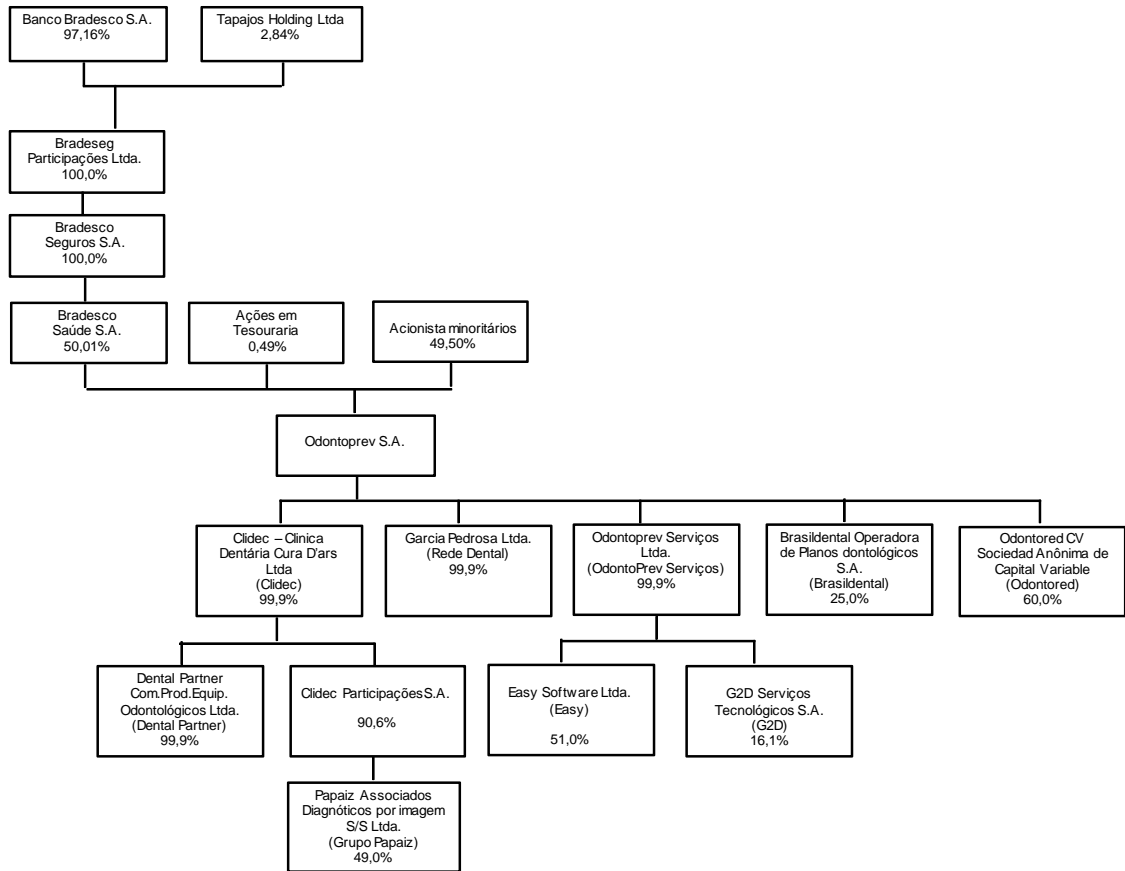 Banco Bradesco S.A.
97,16%
Tapajos Holding Ltda
2,84%
Bradeseg
Participações Ltda.
100,0%
Bradesco
Seguros S.A.
100,0%
Bradesco
Saúde S.A.
50,01%
Ações em
Tesouraria
0,49%
Acionista minoritários
49,50%
Odontoprev S.A.
Clidec – Clinica
Dentária Cura D'ars
Ltda
(Clidec)
99,9%
Garcia Pedrosa Ltda.
(Rede Dental)
99,9%
Odontoprev Serviços
Ltda.
(OdontoPrev Serviços)
99,9%
Brasildental Operadora
de Planos dontológicos
S.A.
(Brasildental)
25,0%
Odontored CV
Sociedad Anônima de
Capital Variable
(Odontored)
60,0%
Dental Partner
Com.Prod.Equip.
Odontológicos Ltda.
(Dental Partner)
99,9%
Clidec Participações S.A.
90,6%
Easy Software Ltda.
(Easy)
51,0%
G2D Serviços
Tecnológicos S.A.
(G2D)
16,1%
Papaiz Associados
Diagnóticos por imagem
S/S Ltda.
(Grupo Papaiz)
49,0%